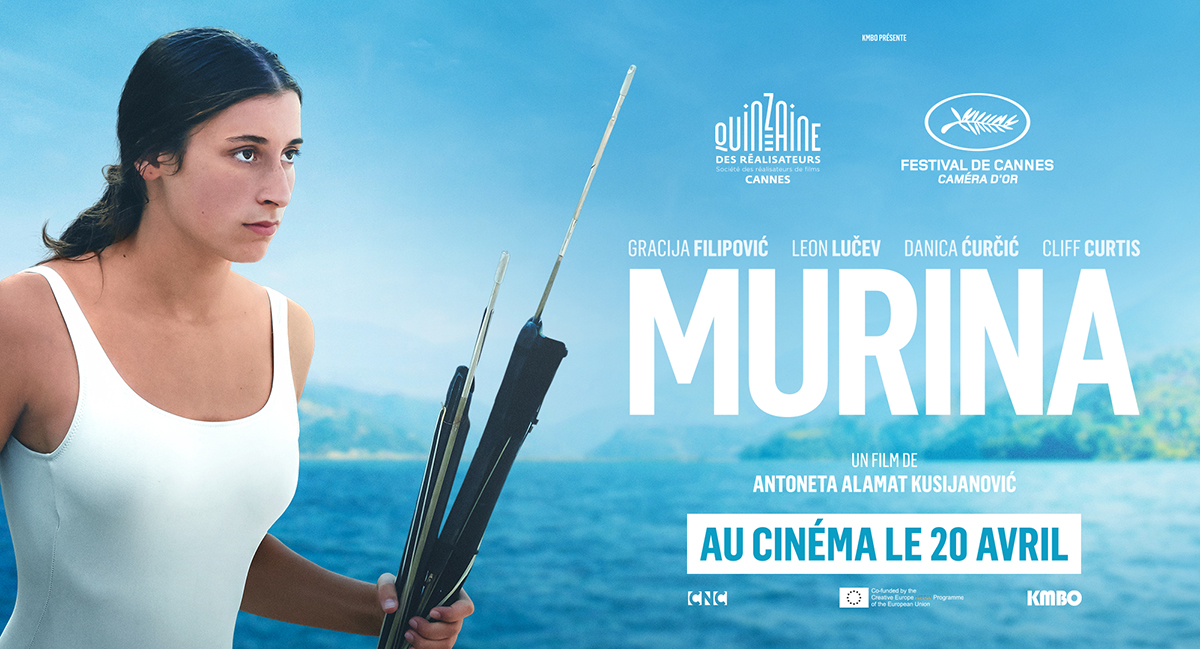 KMBO PRÉSENTE
QUINZAINE
DES RÉALISATEURS
Société des réalisateurs de films
CANNES
FESTIVAL DE CANNES
CAMÉRA D'OR
GRACIJA FILIPOVIĆ LEON LUČEV DANICA ĆURČIĆ CLIFF CURTIS
MURINA
UN FILM DE
ANTONETA ALAMAT KUSIJANOVIĆ
AU CINÉMA LE 20 AVRIL
CNC
Co-funded by the
Creative Europe Programme
of the European Union
KMBO